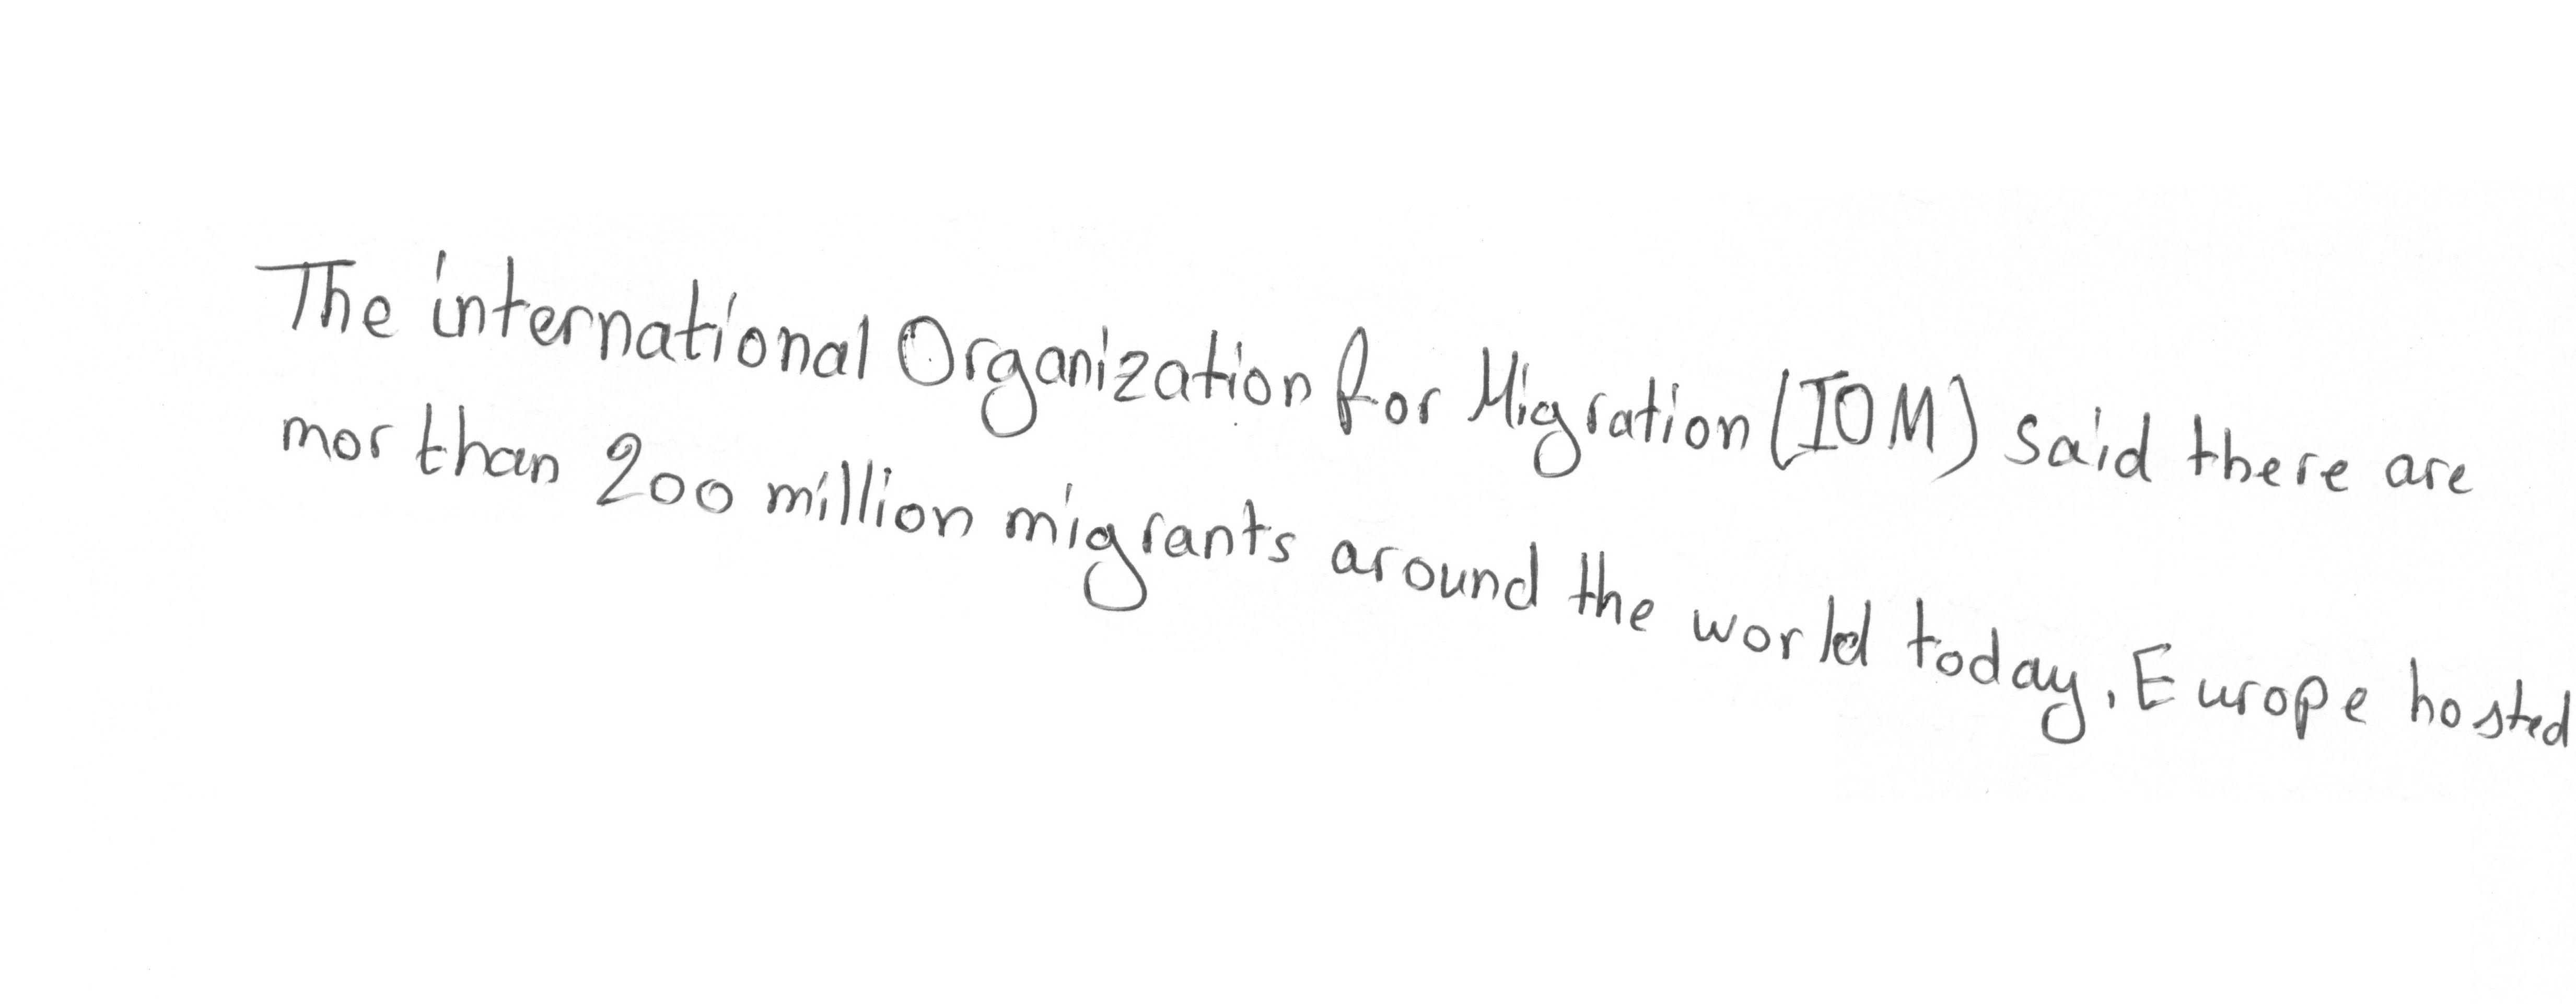 The international Organization for Migration (IOM) said there are
mor than 200 million migrants around the world today. Europe hosted